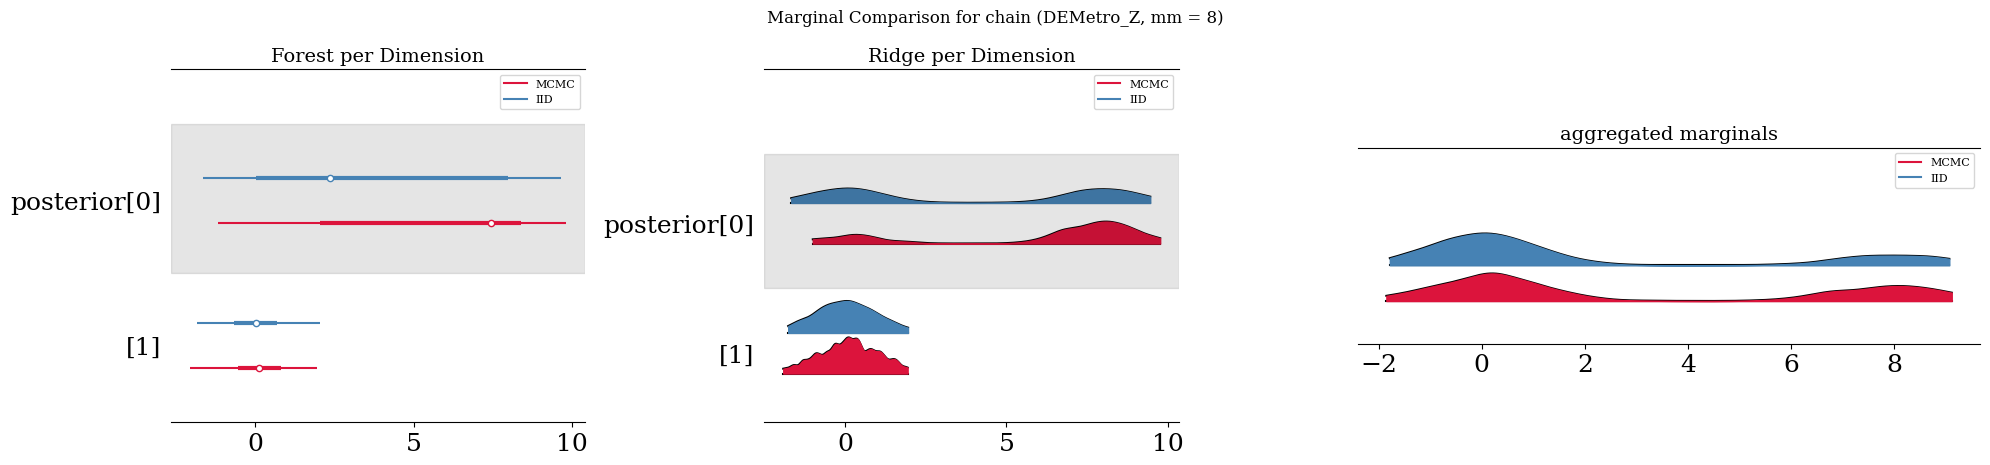 Marginal Comparison for chain (DEMetro_Z, mm = 8)
Forest per Dimension
MCMC
IID
posterior[0]
[1]
0 5 10
Ridge per Dimension
MCMC
IID
posterior[0]
[1]
0 5 10
aggregated marginals
MCMC
IID
−2 0 2 4 6 8